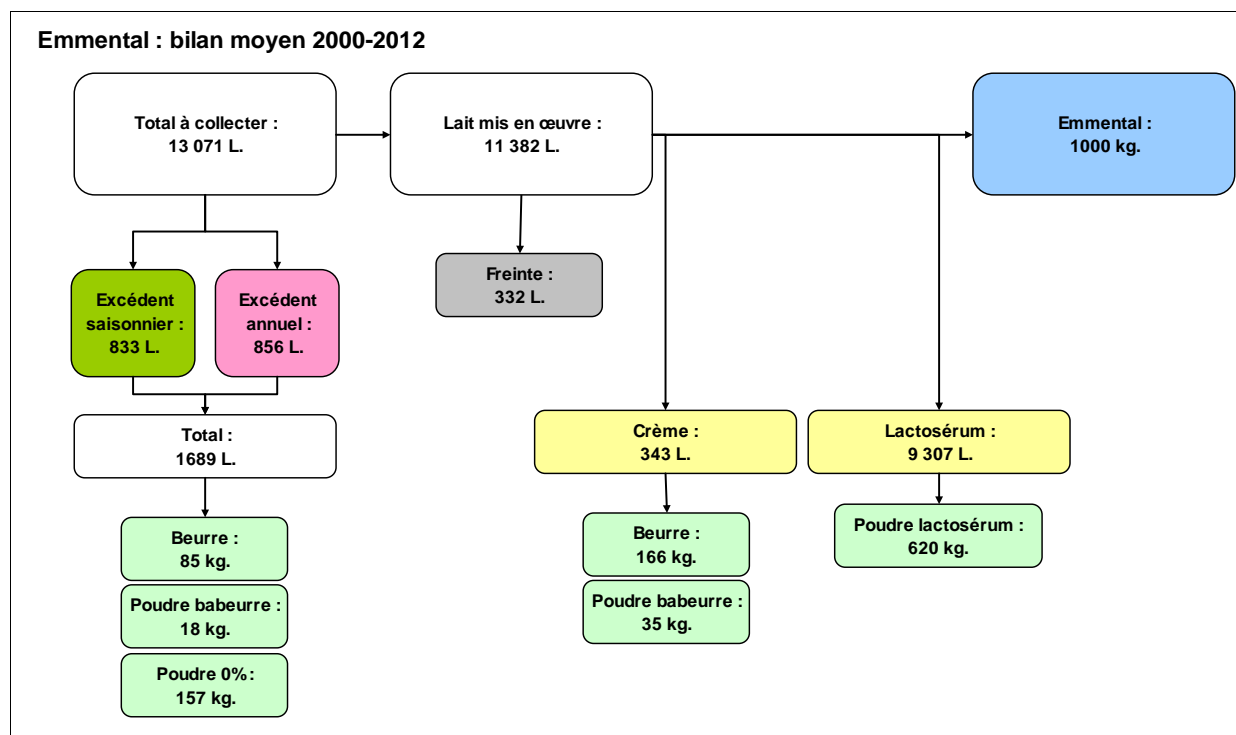 Emmental : bilan moyen 2000-2012
Total à collecter :
13 071 L.
Lait mis en œuvre :
11 382 L.
Emmental :
1000 kg.
Freinte :
332 L.
Excédent
saisonnier :
833 L.
Excédent
annuel :
856 L.
Total :
1689 L.
Crème :
343 L.
Lactosérum :
9 307 L.
Beurre :
85 kg.
Poudre babeurre :
18 kg.
Poudre 0% :
157 kg.
Beurre :
166 kg.
Poudre babeurre :
35 kg.
Poudre lactosérum :
620 kg.